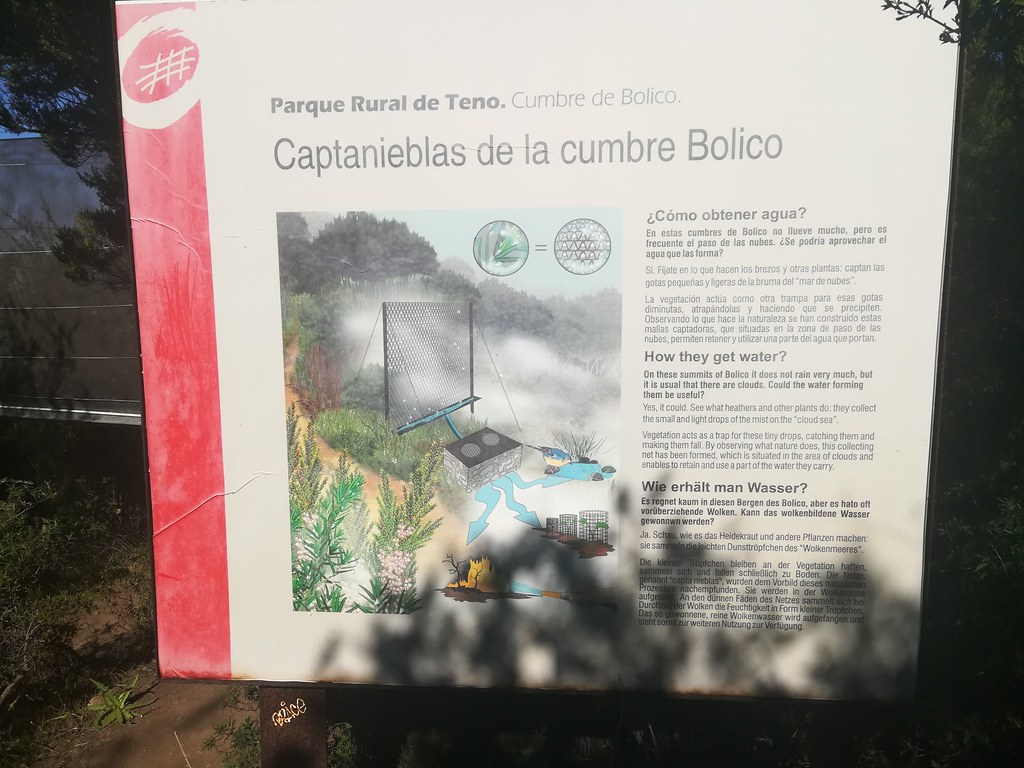 Parque Rural de Teno. Cumbre de Bolico.
Captanieblas de la cumbre Bolico
¿Cómo obtener agua?
En estas cumbres de Bolico no llueve mucho, pero es
frecuente el paso de las nubes. ¿Se podría aprovechar el
agua que las forma?
Sí. Fíjate en lo que hacen los brezos y otras plantas: captan las
gotas pequeñas y ligeras de la bruma del "mar de nubes".
La vegetación actúa como otra trampa para esas gotas
diminutas, atrapándolas y haciendo que se precipiten.
Observando lo que hace la naturaleza se han construido estas
mallas captadoras, que situadas en la zona de paso de las
nubes, permiten retener y utilizar una parte del agua que portan.
How they get water?
On these summits of Bolico it does not rain very much, but
it is usual that there are clouds. Could the water forming
them be useful?
Yes, it could. See what heathers and other plants do: they collect
the small and light drops of the mist on the "cloud sea".
Vegetation acts as a trap for these tiny drops, catching them and
making them fall. By observing what nature does, this collecting
net has been formed, which is situated in the area of clouds and
enables to retain and use a part of the water they carry.
Wie erhält man Wasser?
Es regnet kaum in diesen Bergen des Bolico, aber es hato oft
vorüberziehende Wolken. Kann das wolkenbildene Wasser
gewonnwn werden?
Ja. Schau, wie es das Heidekraut und andere Pflanzen machen:
sie sammeln die leichten Dunsttröpfchen des "Wolkenmeeres".
Die kleinen Tröpfchen bleiben an der Vegetation haften,
sammeln sich und fallen schließlich zu Boden. Die Netze,
genannt "capta nieblas", wurden dem Vorbild dieses natürlichen
Prozesses nachempfunden. Sie werden in der Wolkenzone
aufgestellt. An den dünnen Fäden des Netzes sammelt sich bei
Durchzug der Wolken die Feuchtigkeit in Form kleiner Tröpfchen.
Das so gewonnene, reine Wolkenwasser wird aufgefangen und
steht somit zur weiteren Nutzung zur Verfügung.